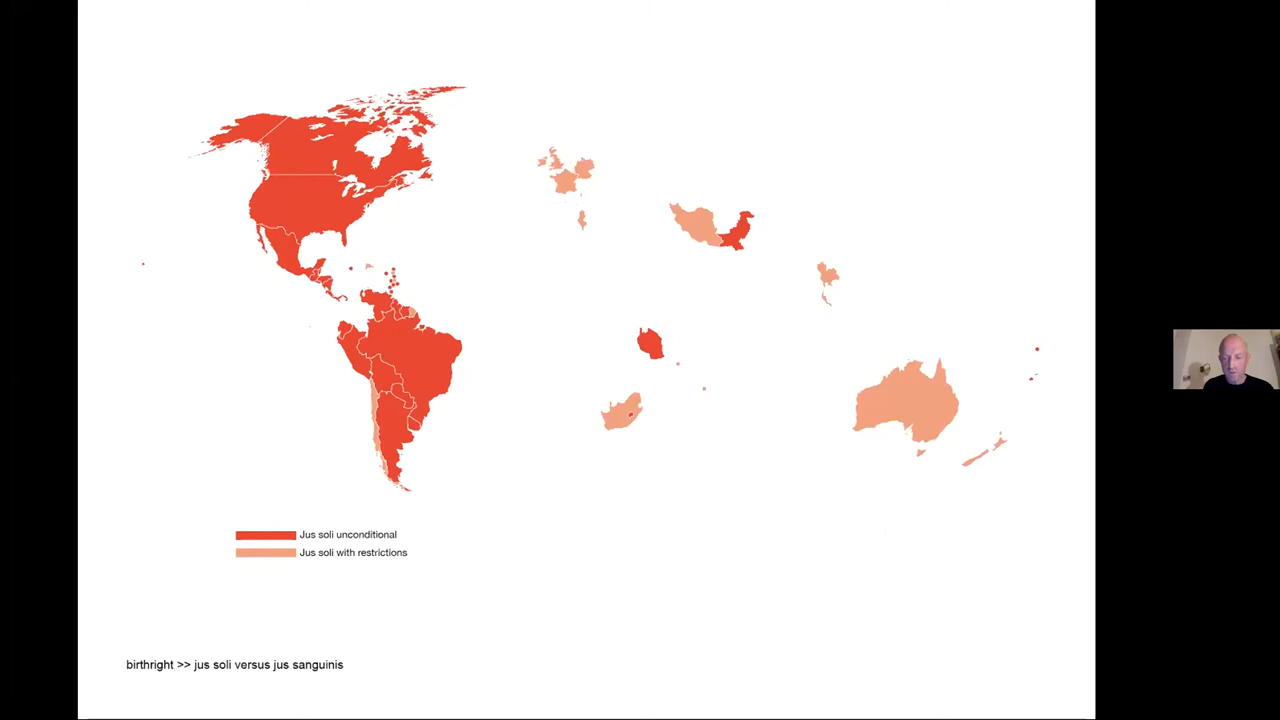 Jus soli unconditional
Jus soli with restrictions
birthright >> jus soli versus jus sanguinis